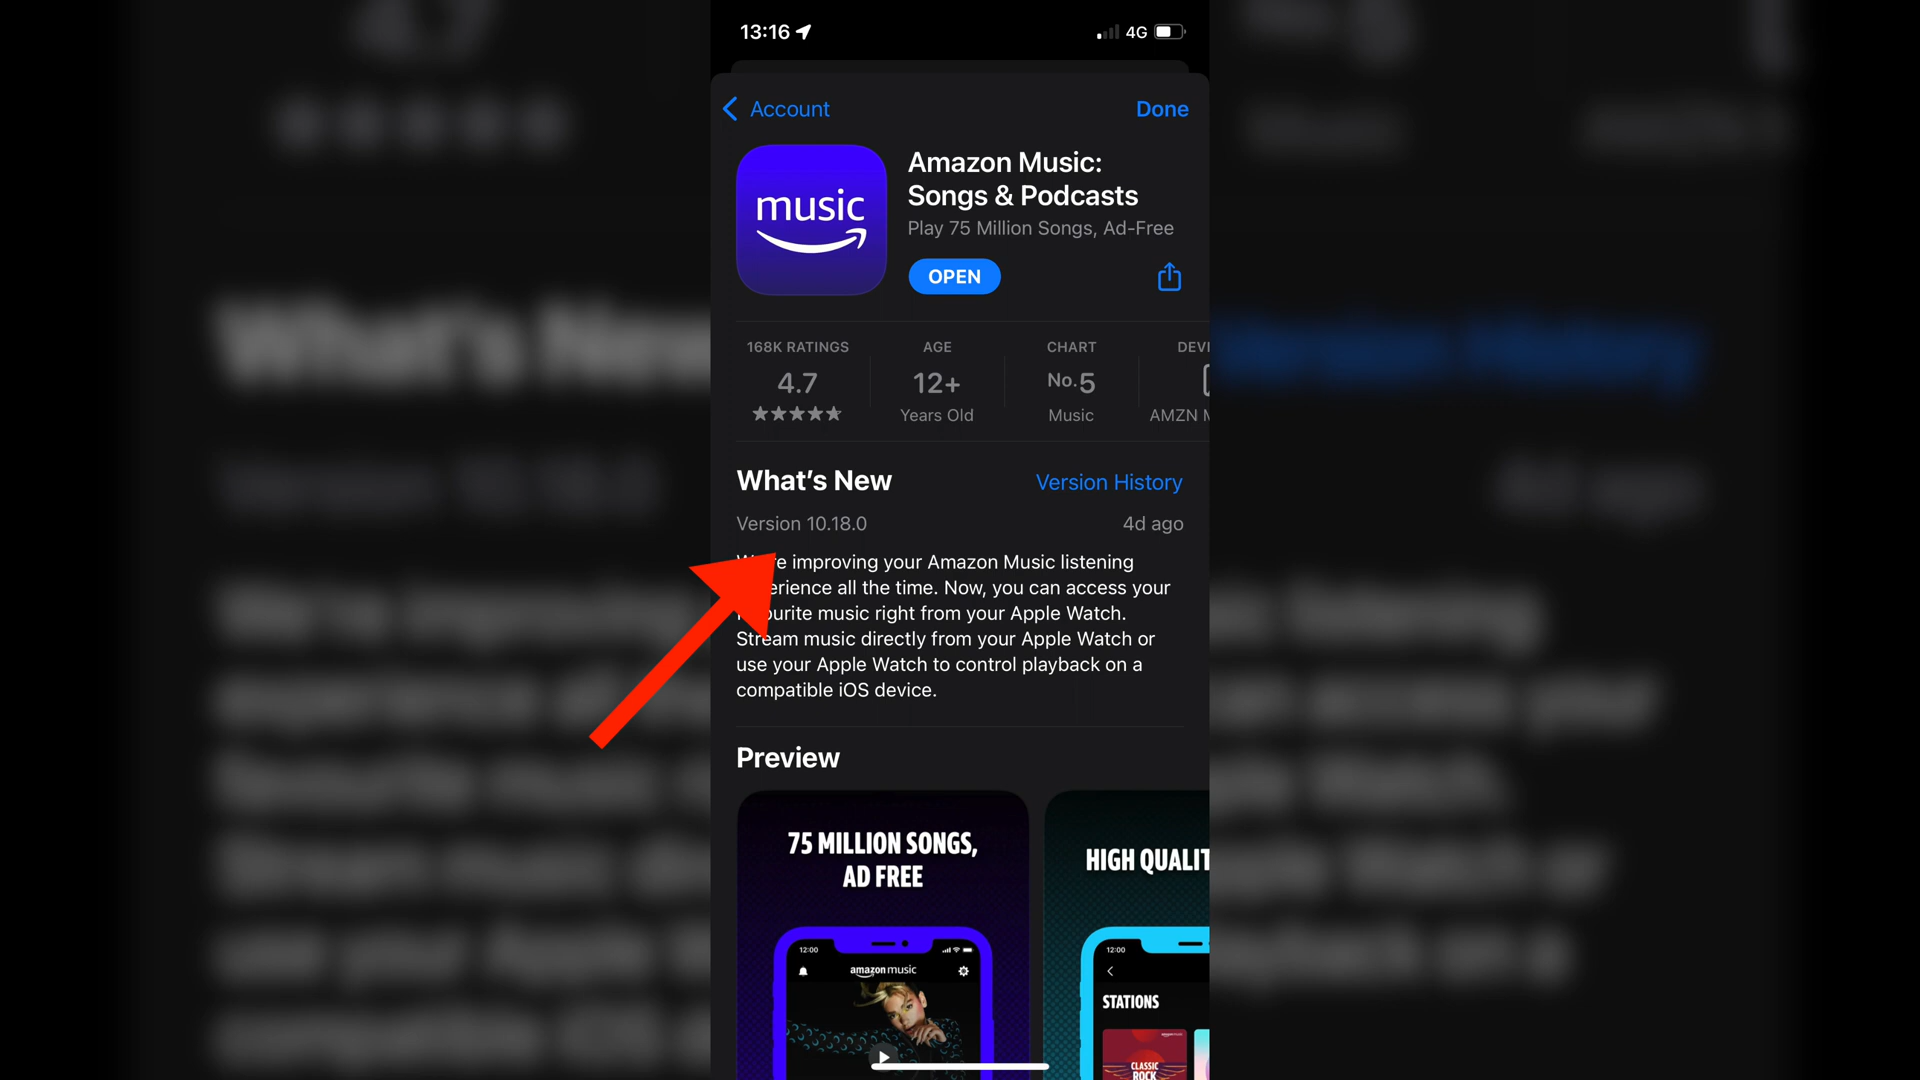 13:16
4G
Account
Done
music
Amazon Music:
Songs & Podcasts
Play 75 Million Songs, Ad-Free
OPEN
168K RATINGS
4.7
AGE
12+
Years Old
CHART
No.5
Music
DEV
AMZN M
What's New
Version History
Version 10.18.0
4d ago
improving your Amazon Music listening
erience all the time. Now, you can access your
ourite music right from your Apple Watch.
Stream music directly from your Apple Watch or
use your Apple Watch to control playback on a
compatible iOS device.
Preview
75 MILLION SONGS,
AD FREE
HIGH QUALIT
12:00
amazon music
12:00
STATIONS
CLASSIC
ROCK